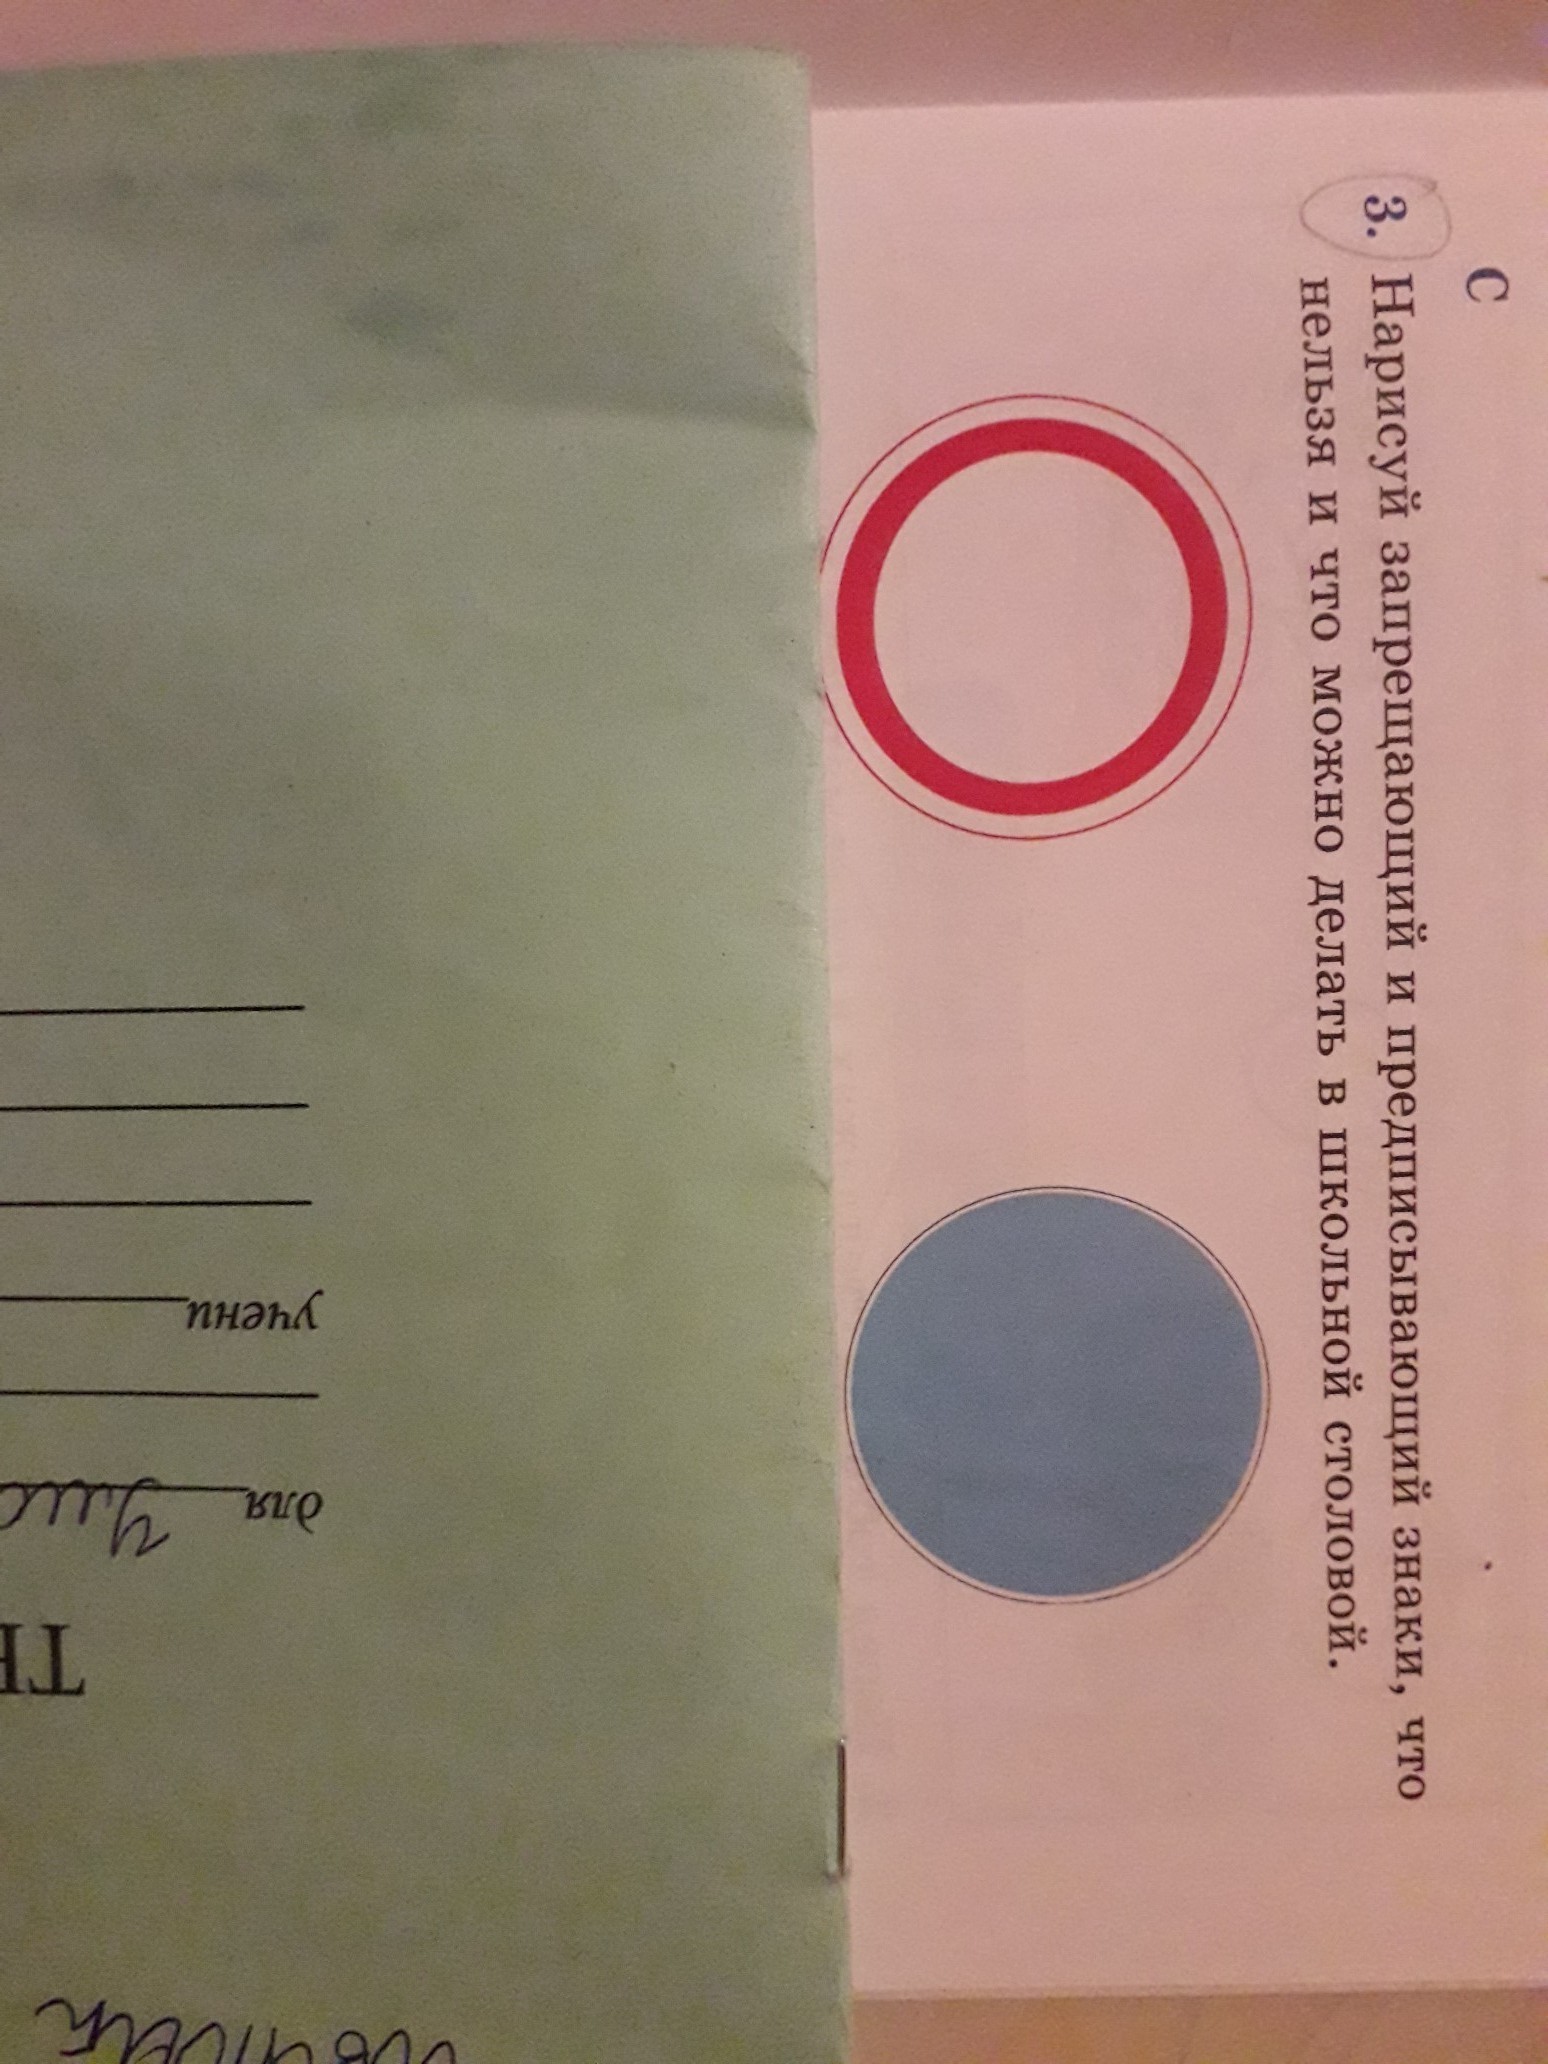 С
3. Нарисуй запрещающий и предписывающий знаки, что
нельзя и что можно делать в школьной столовой.
для
учени